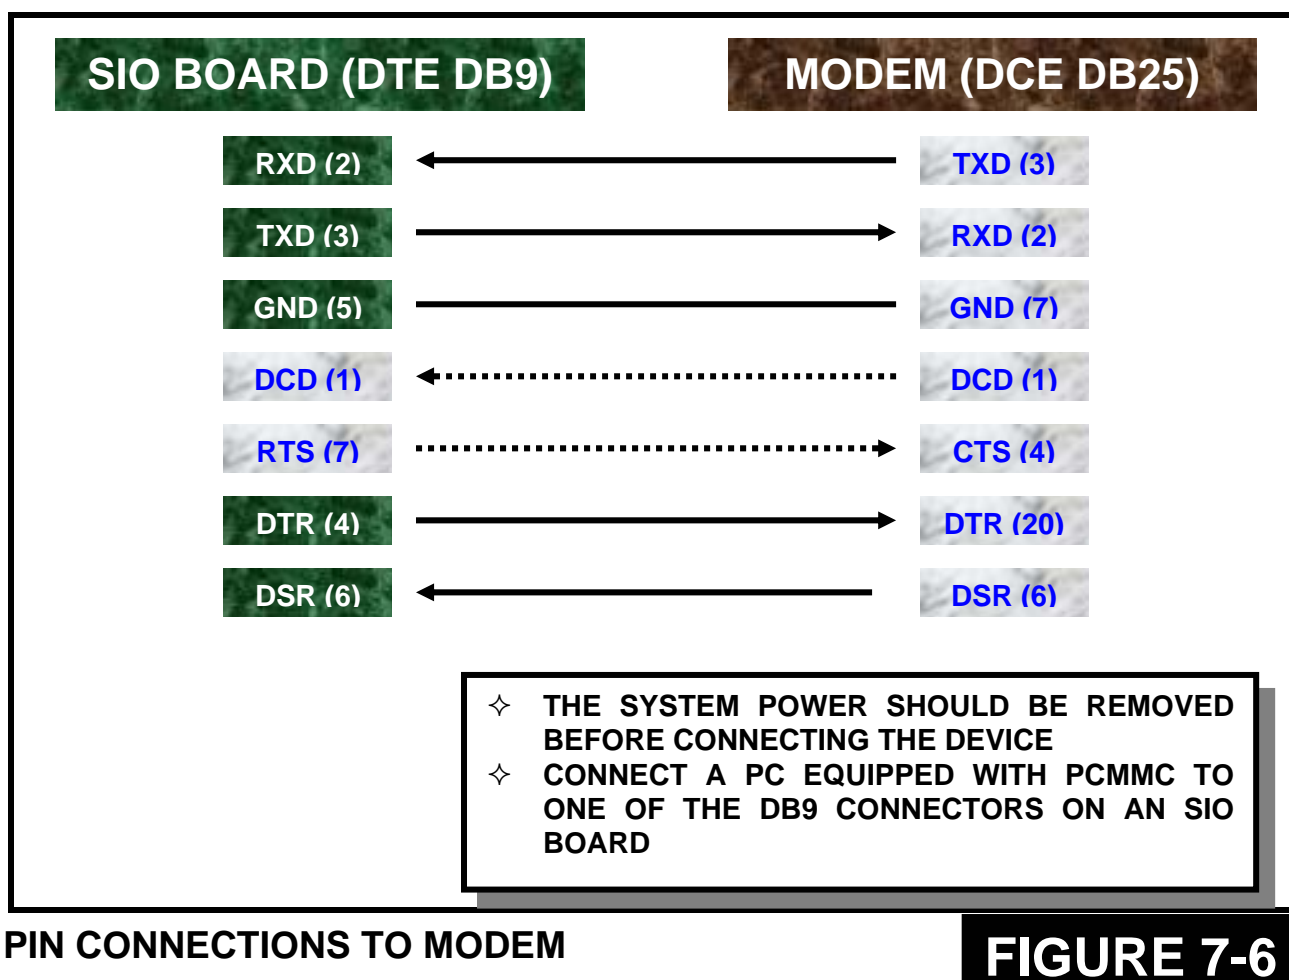 SIO BOARD (DTE DB9) MODEM (DCE DB25)
RXD (2) TXD (3)
TXD (3) RXD (2)
GND (5) GND (7)
DCD (1) DCD (1)
RTS (7) CTS (4)
DTR (4) DTR (20)
DSR (6) DSR (6)
✧ THE SYSTEM POWER SHOULD BE REMOVED
BEFORE CONNECTING THE DEVICE
✧ CONNECT A PC EQUIPPED WITH PCMMC TO
ONE OF THE DB9 CONNECTORS ON AN SIO
BOARD
PIN CONNECTIONS TO MODEM
FIGURE 7-6